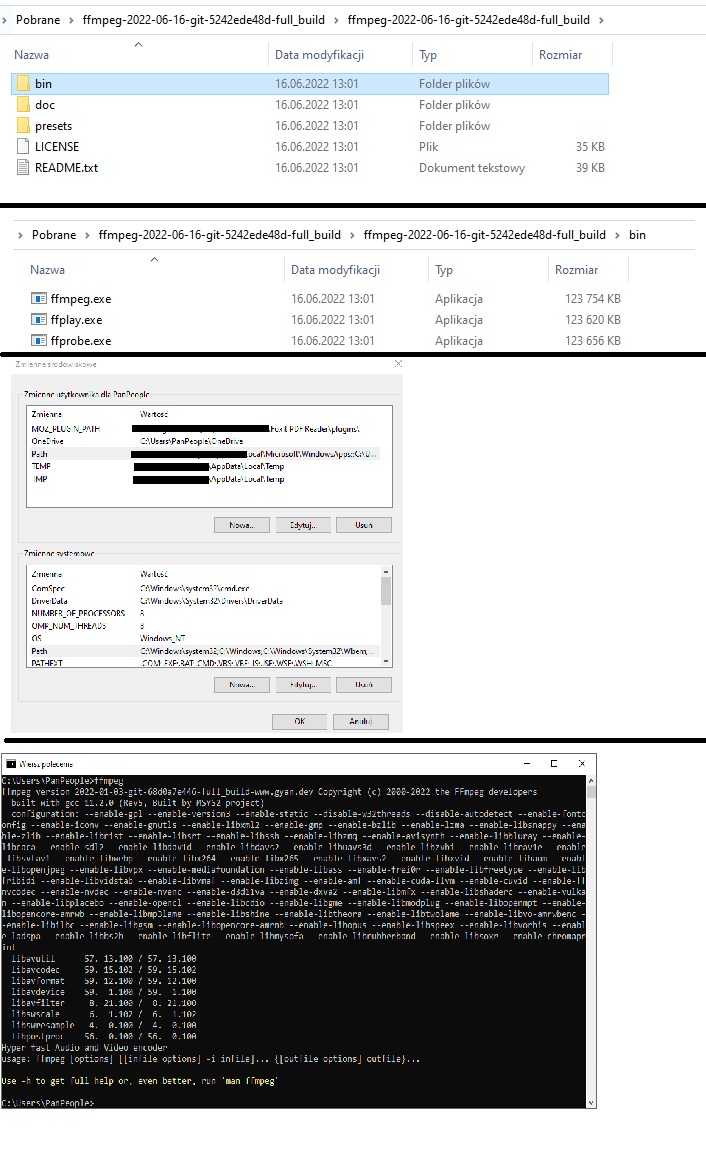 Pobrane > ffmpeg-2022-06-16-git-5242ede48d-full_build > ffmpeg-2022-06-16-git-5242ede48d-full_build >
Nazwa Data modyfikacji Typ Rozmiar
bin 16.06.2022 13:01 Folder plików
doc 16.06.2022 13:01 Folder plików
presets 16.06.2022 13:01 Folder plików
LICENSE 16.06.2022 13:01 Plik 35 KB
README.txt 16.06.2022 13:01 Dokument tekstowy 39 KB
> Pobrane > ffmpeg-2022-06-16-git-5242ede48d-full_build > ffmpeg-2022-06-16-git-5242ede48d-full_build > bin
Nazwa Data modyfikacji Typ Rozmiar
ffmpeg.exe 16.06.2022 13:01 Aplikacja 123 754 KB
ffplay.exe 16.06.2022 13:01 Aplikacja 123 620 KB
ffprobe.exe 16.06.2022 13:01 Aplikacja 123 656 KB
Zmienne środowiskowe
Zmienne użytkownika dla PanPeople
Zmienna Wartość
MOZ_PLUGIN_PATH \Foxit PDF Reader\plugins\
OneDrive C:\Users\PanPeople\OneDrive
Path ocal\Microsoft\WindowsApps;;C:\U...
TEMP \AppData\Local\Temp
TMP \AppData\Local\Temp
Nowa... Edytuj... Usuń
Zmienne systemowe
Zmienna Wartość
ComSpec C:\Windows\system32\cmd.exe
DriverData C:\Windows\System32\Drivers\DriverData
NUMBER_OF_PROCESSORS 8
OMP_NUM_THREADS 8
OS Windows_NT
Path C:\Windows\system32;C:\Windows;C:\Windows\System32\Wbem;...
PATHEXT .COM;.EXE;.BAT;.CMD;.VBS;.VBE;.JS;.JSE;.WSF;.WSH;.MSC
Nowa... Edytuj... Usuń
OK Anuluj
Wiersz polecenia
C:\Users\PanPeople>ffmpeg
ffmpeg version 2022-01-03-git-68d0a7e446-full_build-www.gyan.dev Copyright (c) 2000-2022 the FFmpeg developers
built with gcc 11.2.0 (Rev5, Built by MSYS2 project)
configuration: --enable-gpl --enable-version3 --enable-static --disable-w32threads --disable-autodetect --enable-fontc
onfig --enable-iconv --enable-gnutls --enable-libxml2 --enable-gmp --enable-bzlib --enable-lzma --enable-libsnappy --ena
ble-zlib --enable-librist --enable-libsrt --enable-libssh --enable-libzmq --enable-avisynth --enable-libbluray --enable-
libcaca --enable-sdl2 --enable-libdav1d --enable-libdavs2 --enable-libuavs3d --enable-libzvbi --enable-librav1e --enable
-libsvtav1 --enable-libwebp --enable-libx264 --enable-libx265 --enable-libxavs2 --enable-libxvid --enable-libaom --enabl
e-libopenjpeg --enable-libvpx --enable-mediafoundation --enable-libass --enable-frei0r --enable-libfreetype --enable-lib
fribidi --enable-libvidstab --enable-libvmaf --enable-libzimg --enable-amf --enable-cuda-llvm --enable-cuvid --enable-ff
nvcodec --enable-nvdec --enable-nvenc --enable-d3d11va --enable-dxva2 --enable-libmfx --enable-libshaderc --enable-vulka
n --enable-libplacebo --enable-opencl --enable-libcdio --enable-libgme --enable-libmodplug --enable-libopenmpt --enable-
libopencore-amrwb --enable-libmp3lame --enable-libshine --enable-libtheora --enable-libtwolame --enable-libvo-amrwbenc -
-enable-libilbc --enable-libgsm --enable-libopencore-amrnb --enable-libopus --enable-libspeex --enable-libvorbis --enabl
e-ladspa --enable-libbs2b --enable-libflite --enable-libmysofa --enable-librubberband --enable-libsoxr --enable-chromapr
int
libavutil 57. 13.100 / 57. 13.100
libavcodec 59. 15.102 / 59. 15.102
libavformat 59. 12.100 / 59. 12.100
libavdevice 59. 1.100 / 59. 1.100
libavfilter 8. 21.100 / 8. 21.100
libswscale 6. 1.102 / 6. 1.102
libswresample 4. 0.100 / 4. 0.100
libpostproc 56. 0.100 / 56. 0.100
Hyper fast Audio and Video encoder
usage: ffmpeg [options] [[infile options] -i infile]... {[outfile options] outfile}...
Use -h to get full help or, even better, run 'man ffmpeg'
C:\Users\PanPeople>